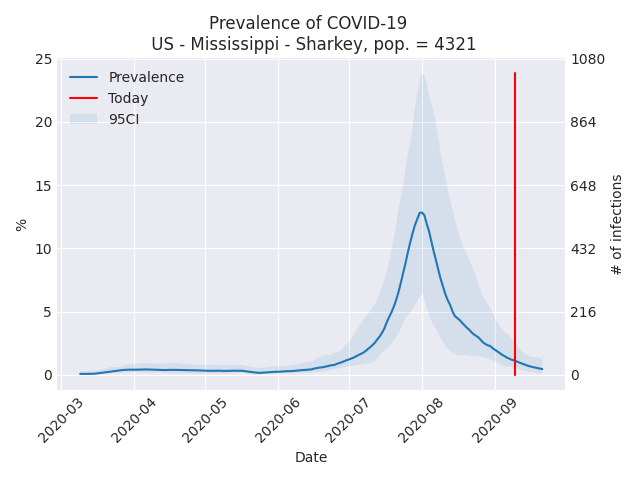 Prevalence of COVID-19
US - Mississippi - Sharkey, pop. = 4321
Prevalence
Today
95CI
25
20
15
10
5
0
%
1080
864
648
432
216
0
# of infections
2020-03
2020-04
2020-05
2020-06
2020-07
2020-08
2020-09
Date